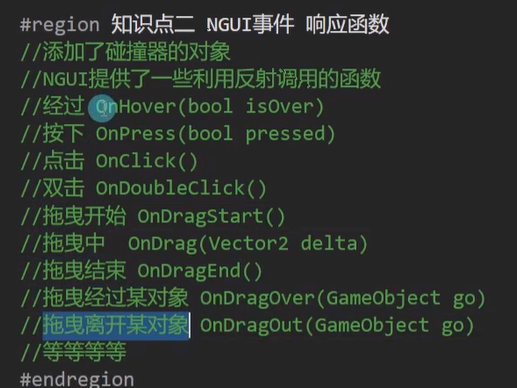 #region 知识点二 NGUI事件 响应函数
//添加了碰撞器的对象
//NGUI提供了一些利用反射调用的函数
//经过 OnHover(bool isOver)
//按下 OnPress(bool pressed)
//点击 OnClick()
//双击 OnDoubleClick()
//拖曳开始 OnDragStart()
//拖曳中  OnDrag(Vector2 delta)
//拖曳结束 OnDragEnd()
//拖曳经过某对象 OnDragOver(GameObject go)
//拖曳离开某对象 OnDragOut(GameObject go)
//等等等等
#endregion